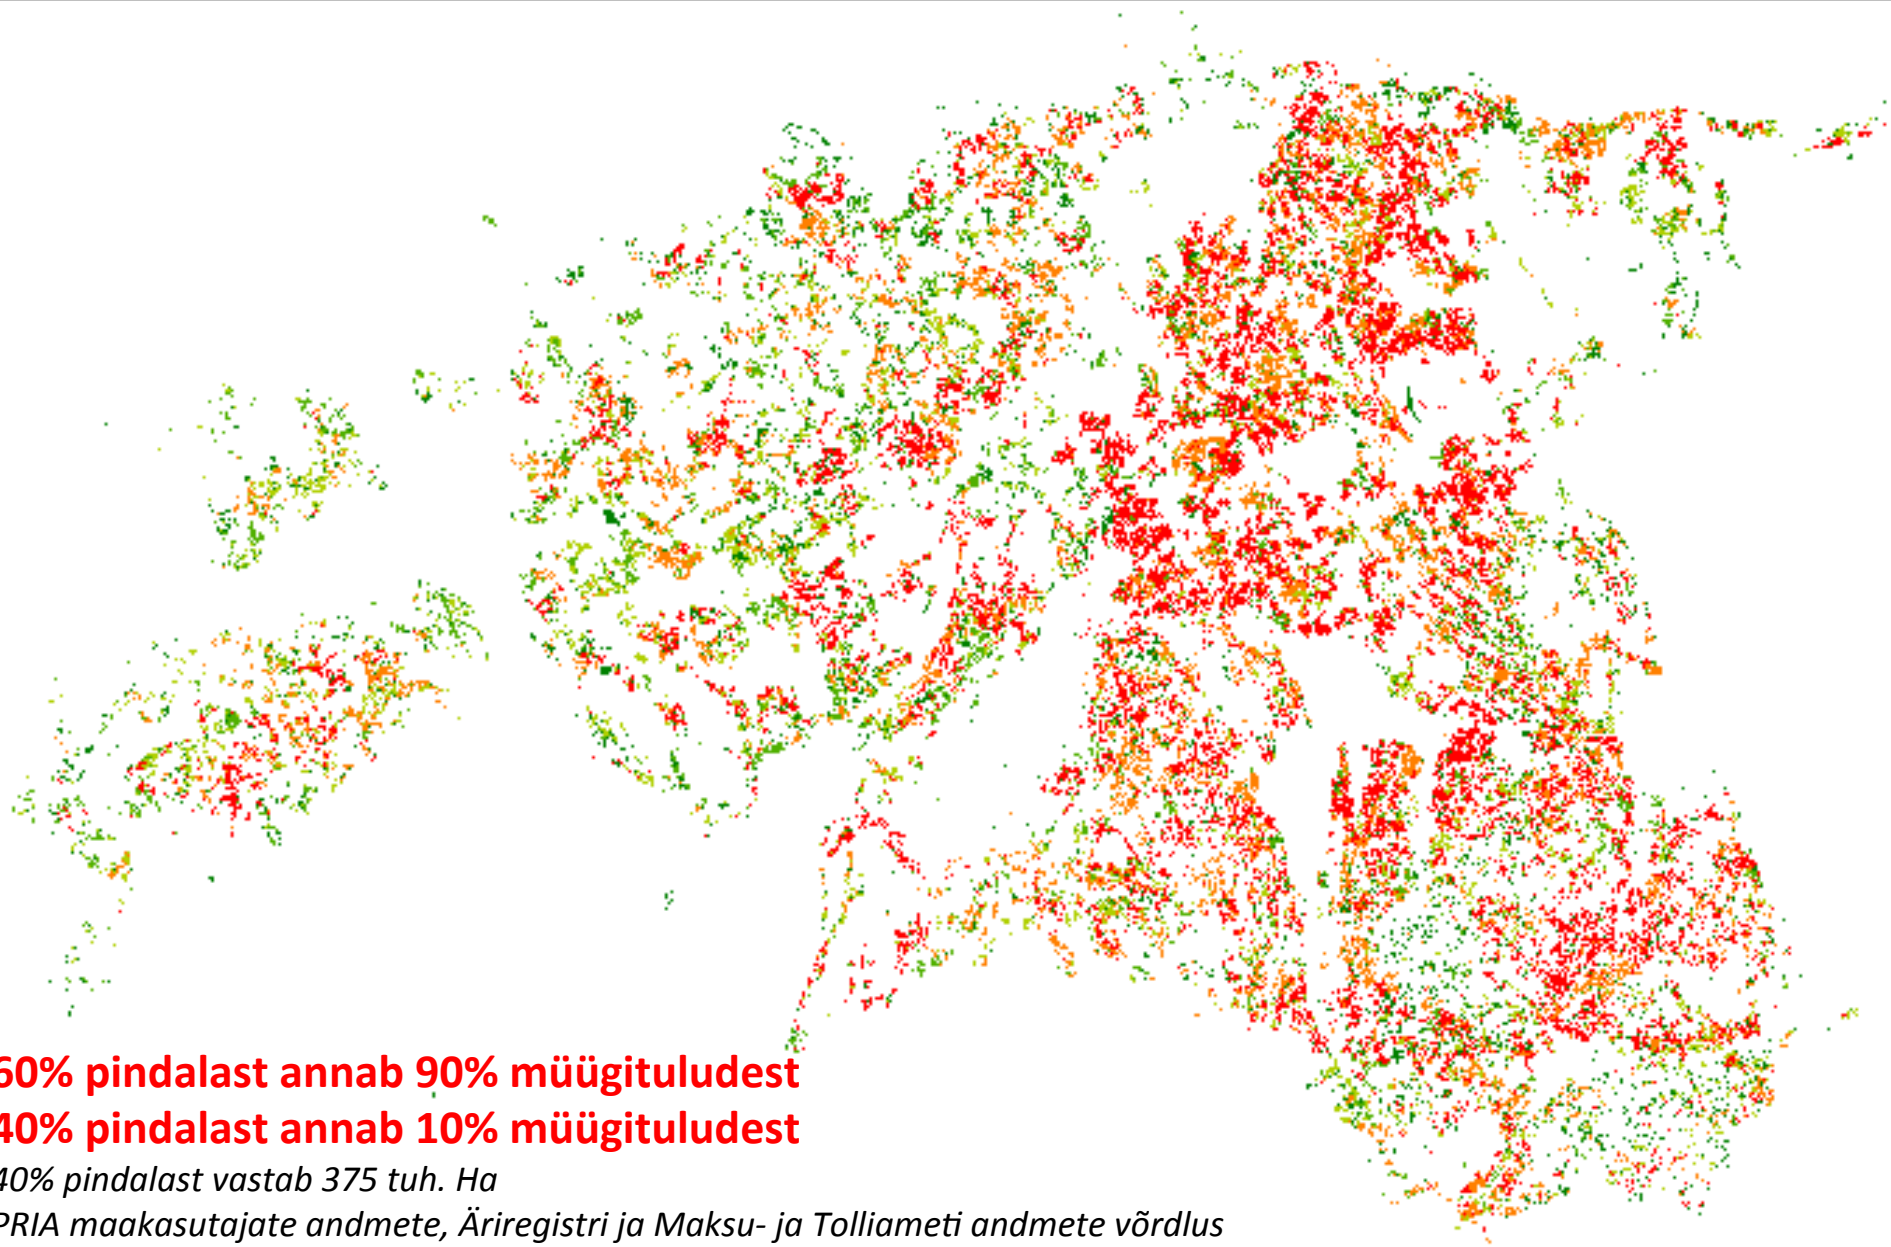 60% pindalast annab 90% müügituludest
40% pindalast annab 10% müügituludest
40% pindalast vastab 375 tuh. Ha
PRIA maakasutajate andmete, Äriregistri ja Maksu- ja Tolliameti andmete võrdlus